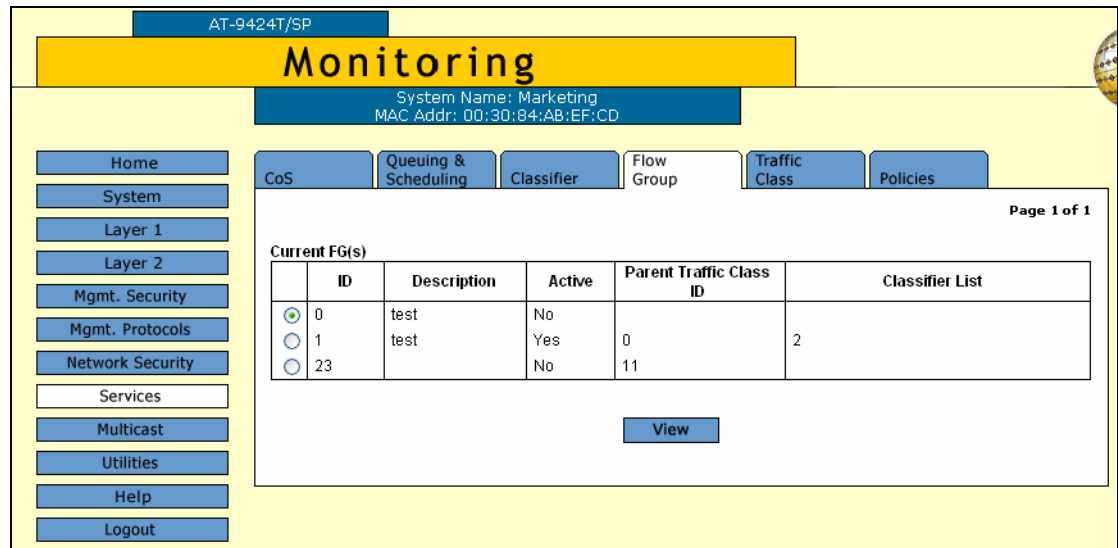 AT-9424T/SP
Monitoring
System Name: Marketing
MAC Addr: 00:30:84:AB:EF:CD
Home
System
Layer 1
Layer 2
Mgmt. Security
Mgmt. Protocols
Network Security
Services
Multicast
Utilities
Help
Logout
CoS
Queuing &
Scheduling
Classifier
Flow
Group
Traffic
Class
Policies
Page 1 of 1
Current FG(s)
ID Description Active Parent Traffic Class ID Classifier List
0 test No
1 test Yes 0 2
23 No 11
View